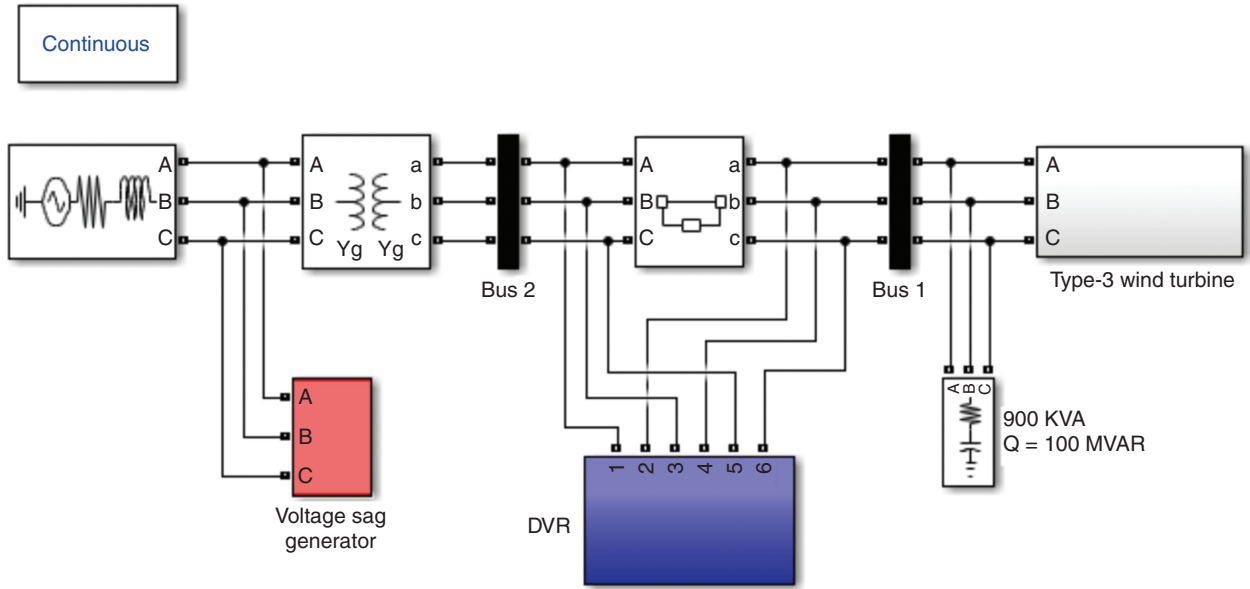 Continuous
A
B
C
A
B
C
a
b
c
Yg Yg
Bus 2
A
B
C
a
b
c
Bus 1
A
B
C
Type-3 wind turbine
A
B
C
Voltage sag
generator
A B C
900 KVA
Q = 100 MVAR
1 2 3 4 5 6
DVR